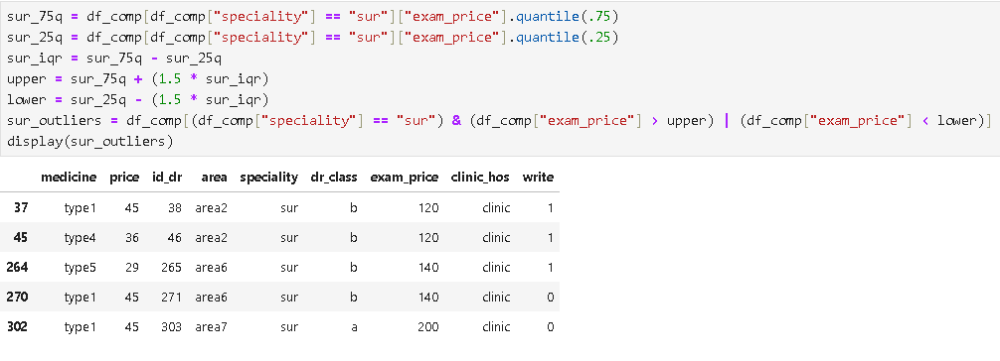 sur_75q = df_comp[df_comp["speciality"] == "sur"]["exam_price"].quantile(.75)
sur_25q = df_comp[df_comp["speciality"] == "sur"]["exam_price"].quantile(.25)
sur_iqr = sur_75q - sur_25q
upper = sur_75q + (1.5 * sur_iqr)
lower = sur_25q - (1.5 * sur_iqr)
sur_outliers = df_comp[(df_comp["speciality"] == "sur") & (df_comp["exam_price"] > upper) | (df_comp["exam_price"] < lower)]
display(sur_outliers)
medicine price id_dr area speciality dr_class exam_price clinic_hos write
37 type1 45 38 area2 sur b 120 clinic 1
45 type4 36 46 area2 sur b 120 clinic 1
264 type5 29 265 area6 sur b 140 clinic 1
270 type1 45 271 area6 sur b 140 clinic 0
302 type1 45 303 area7 sur a 200 clinic 0